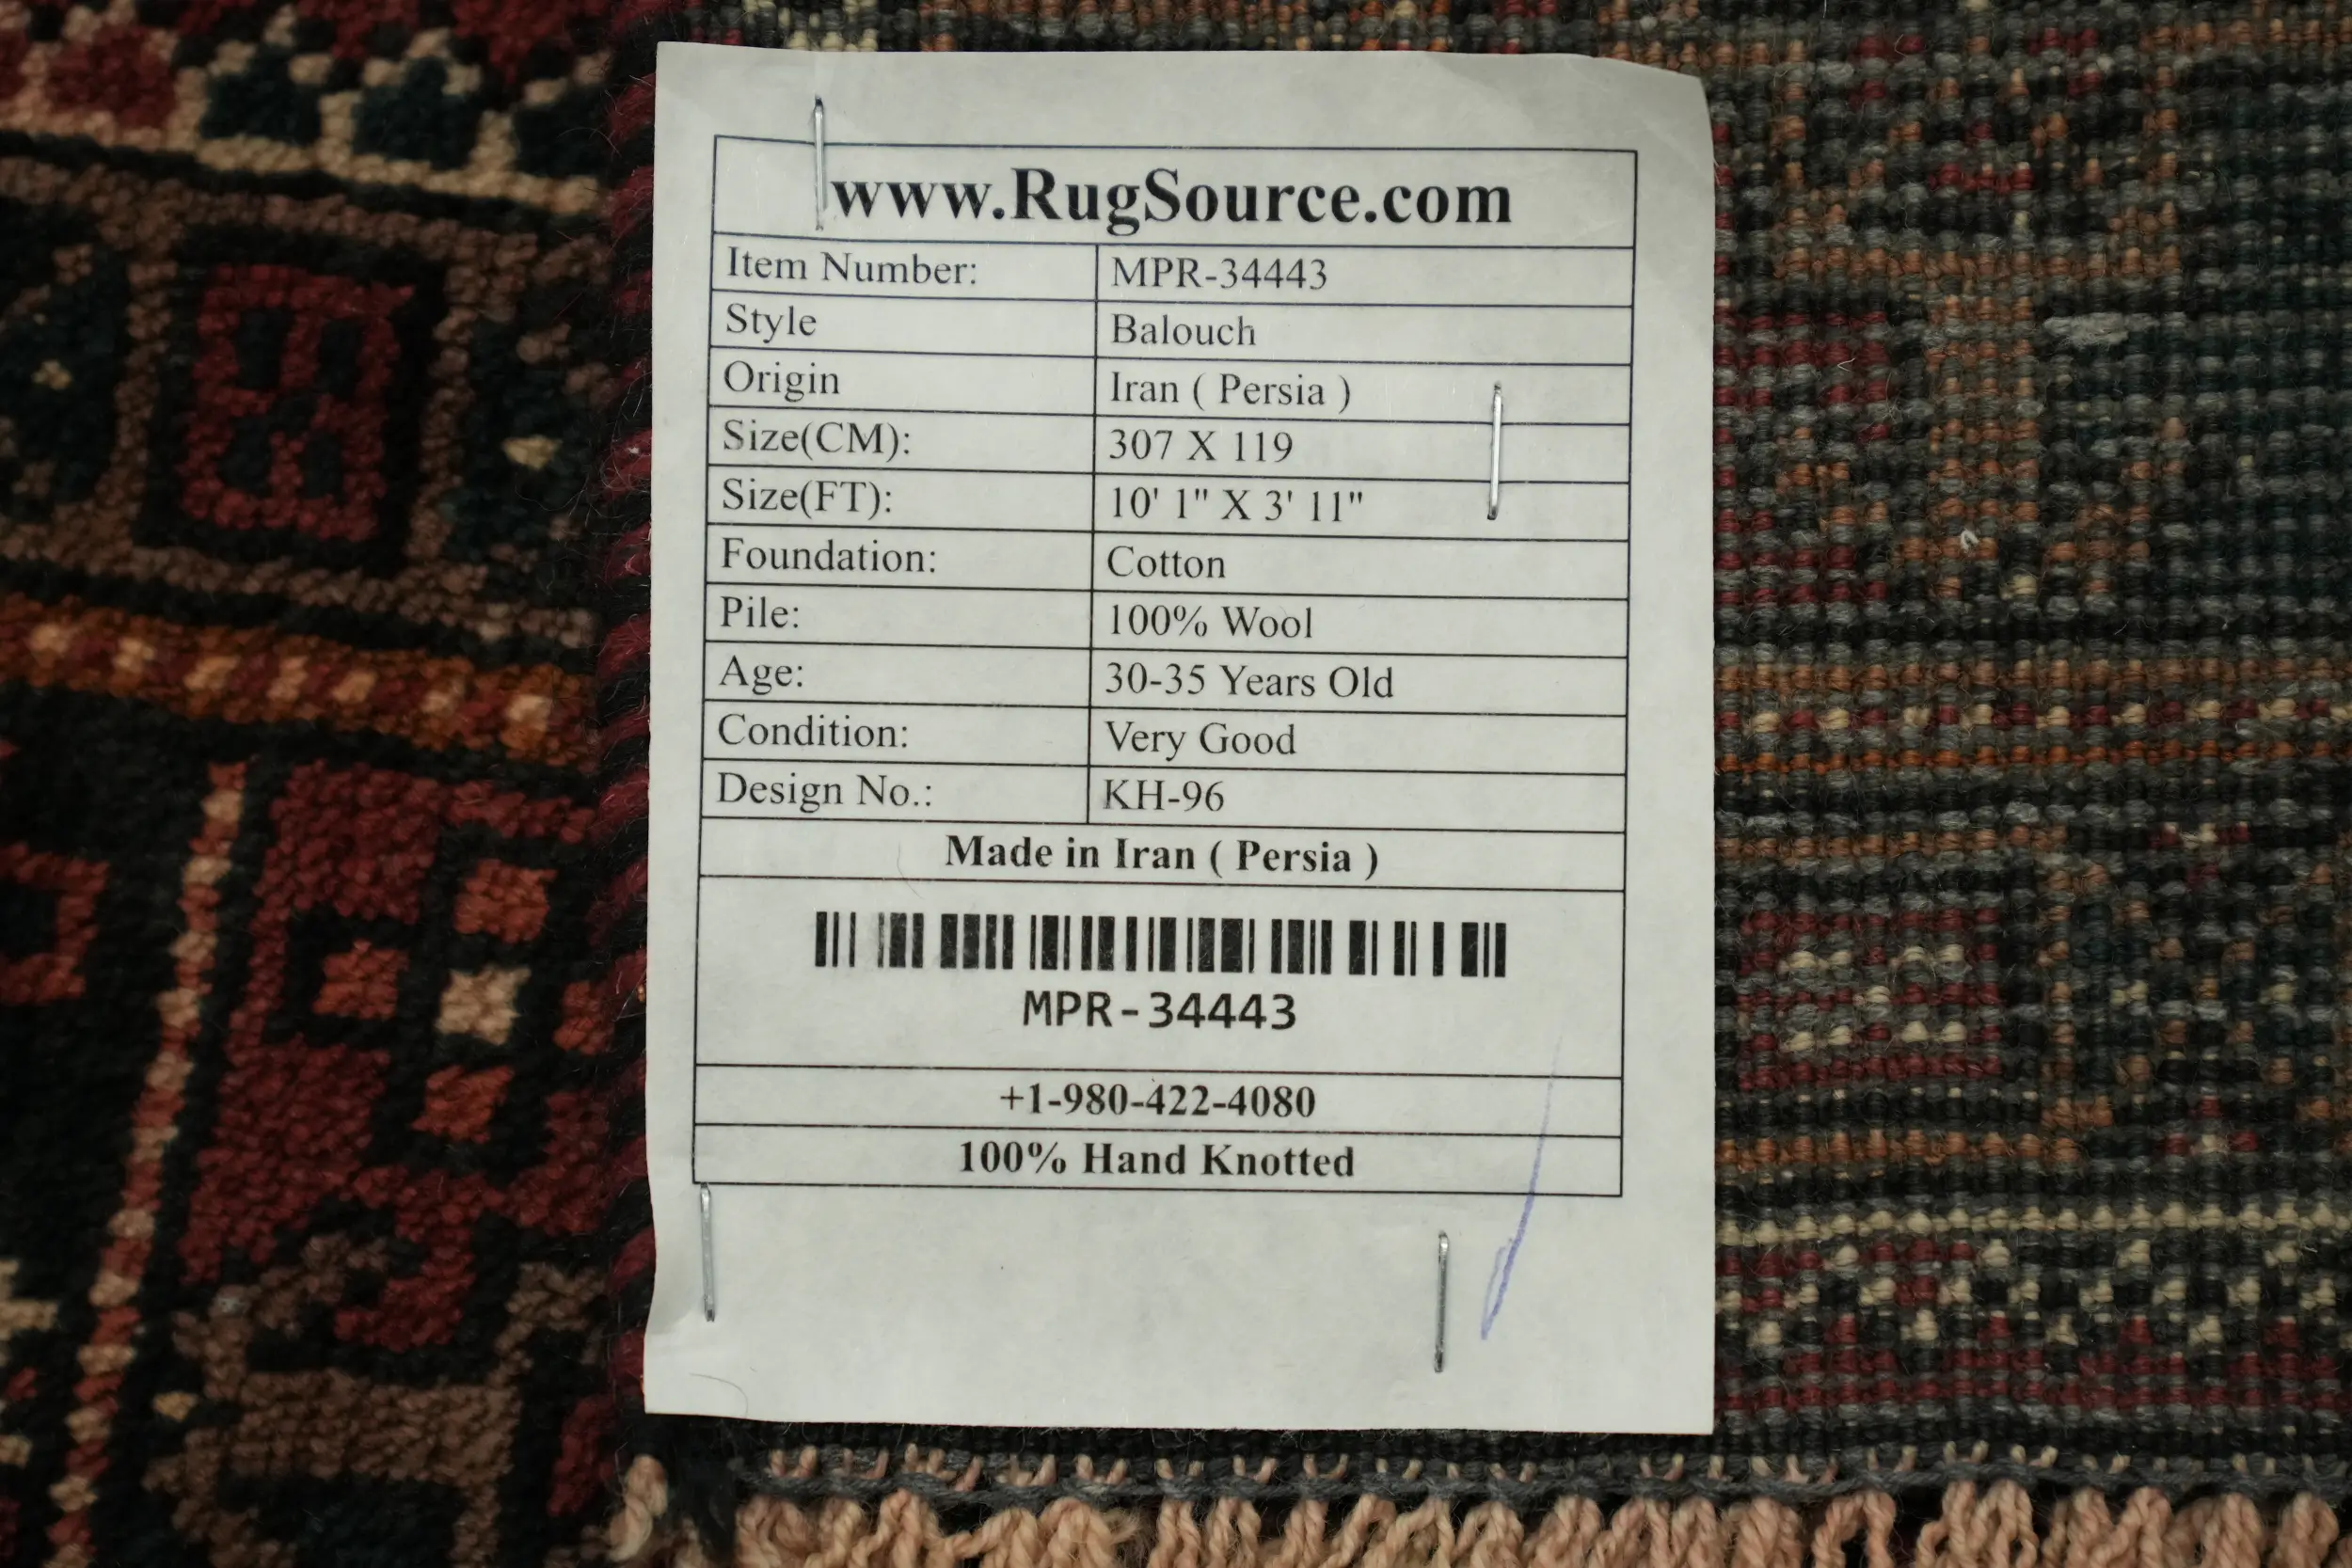 www.RugSource.com
Item Number: MPR-34443
Style Balouch
Origin Iran ( Persia )
Size(CM): 307 X 119
Size(FT): 10' 1" X 3' 11"
Foundation: Cotton
Pile: 100% Wool
Age: 30-35 Years Old
Condition: Very Good
Design No.: KH-96
Made in Iran ( Persia )
MPR-34443
+1-980-422-4080
100% Hand Knotted